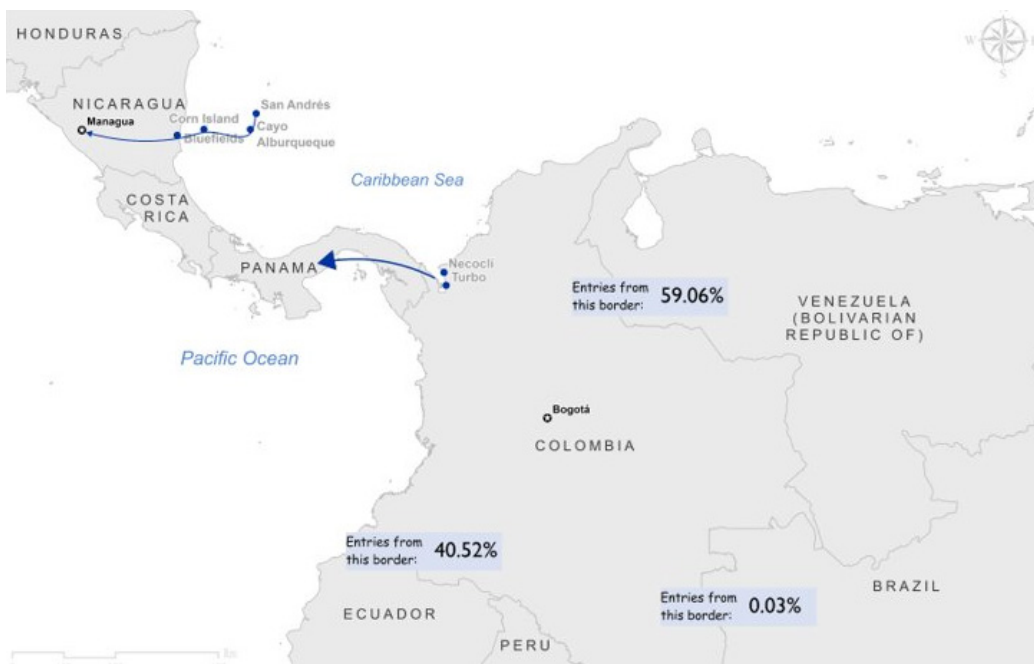 HONDURAS
W
S
NICARAGUA
Managua
Corn Island
Bluefields
San Andrés
Cayo
Alburqueque
Caribbean Sea
COSTA
RICA
PANAMA
Necoclí
Turbo
Entries from
this border: 59.06%
VENEZUELA
(BOLIVARIAN
REPUBLIC OF)
Pacific Ocean
Bogotá
COLOMBIA
Entries from
this border: 40.52%
BRAZIL
Entries from
this border: 0.03%
ECUADOR
PERU